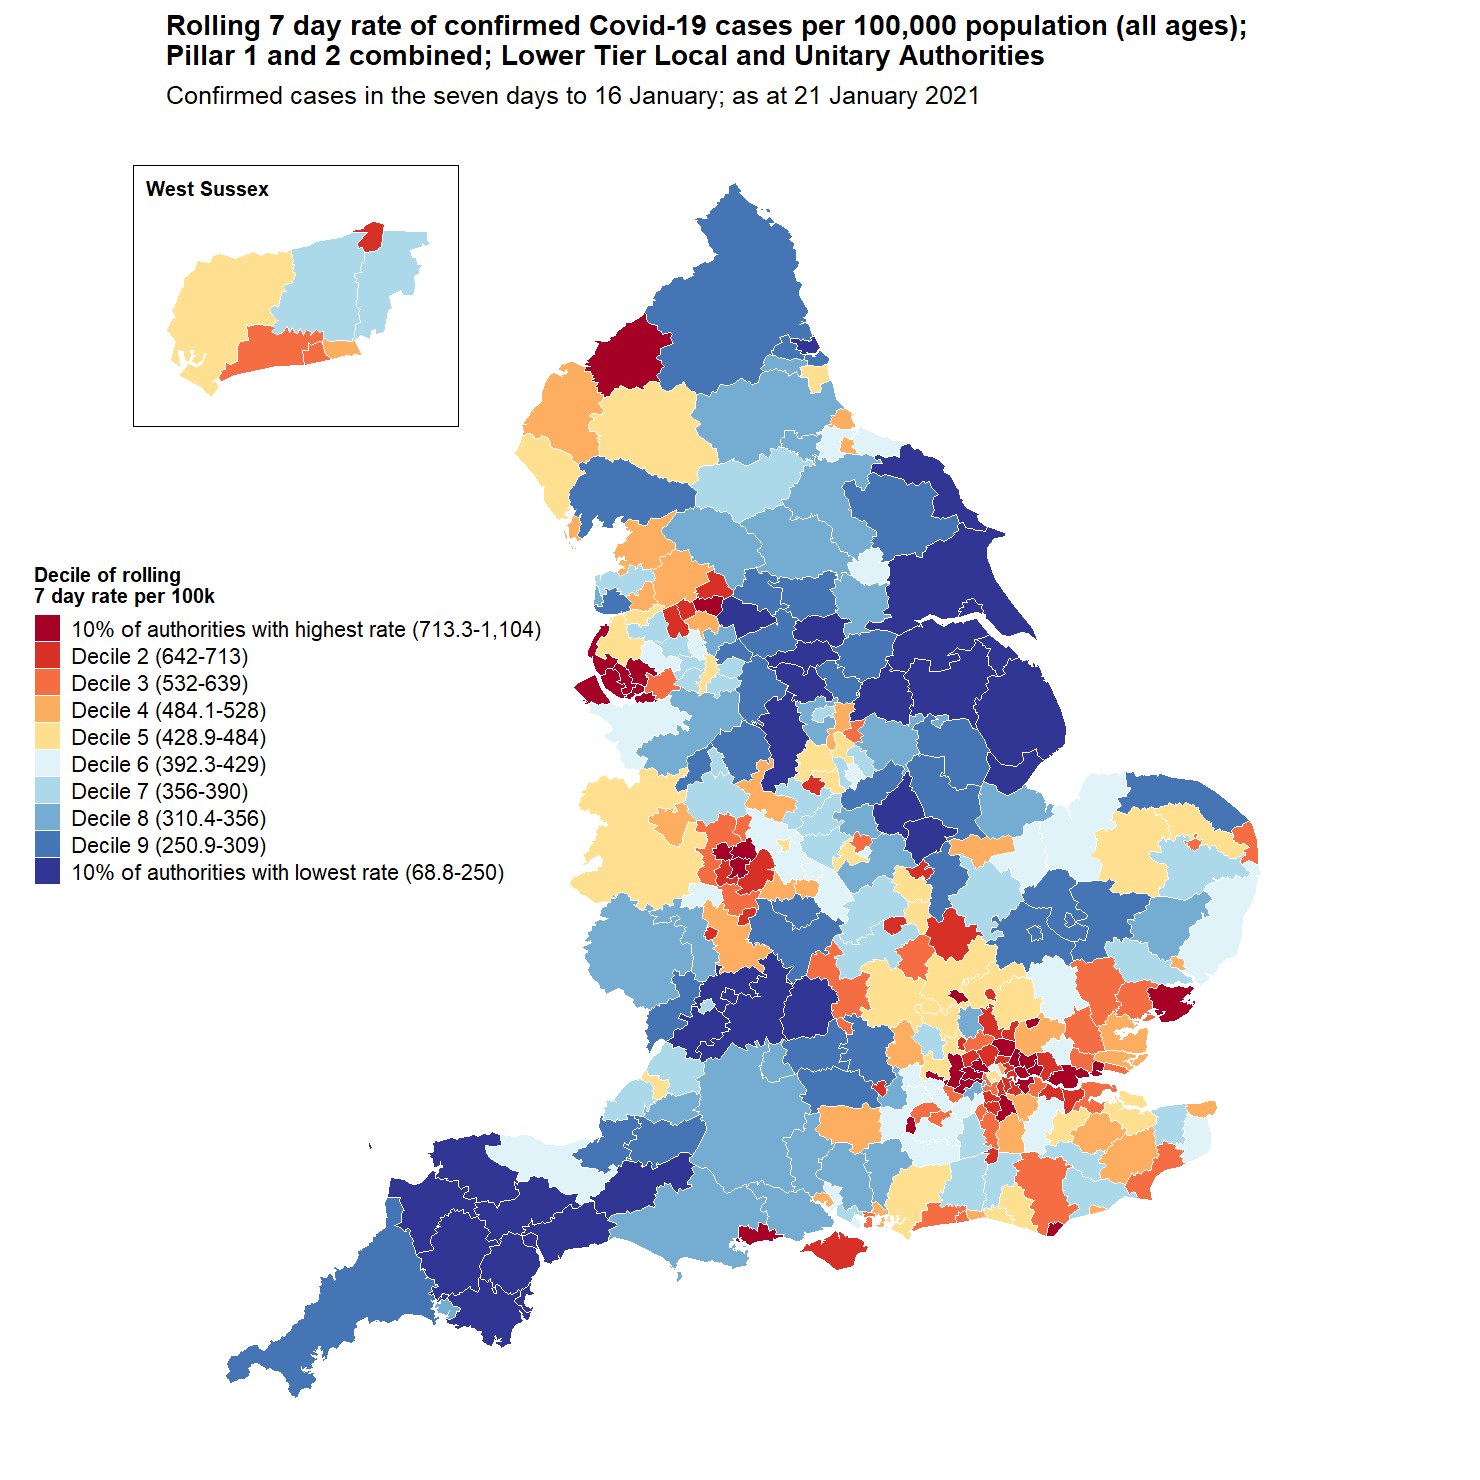 Rolling 7 day rate of confirmed Covid-19 cases per 100,000 population (all ages);
Pillar 1 and 2 combined; Lower Tier Local and Unitary Authorities
Confirmed cases in the seven days to 16 January; as at 21 January 2021
West Sussex
Decile of rolling
7 day rate per 100k
10% of authorities with highest rate (713.3-1,104)
Decile 2 (642-713)
Decile 3 (532-639)
Decile 4 (484.1-528)
Decile 5 (428.9-484)
Decile 6 (392.3-429)
Decile 7 (356-390)
Decile 8 (310.4-356)
Decile 9 (250.9-309)
10% of authorities with lowest rate (68.8-250)